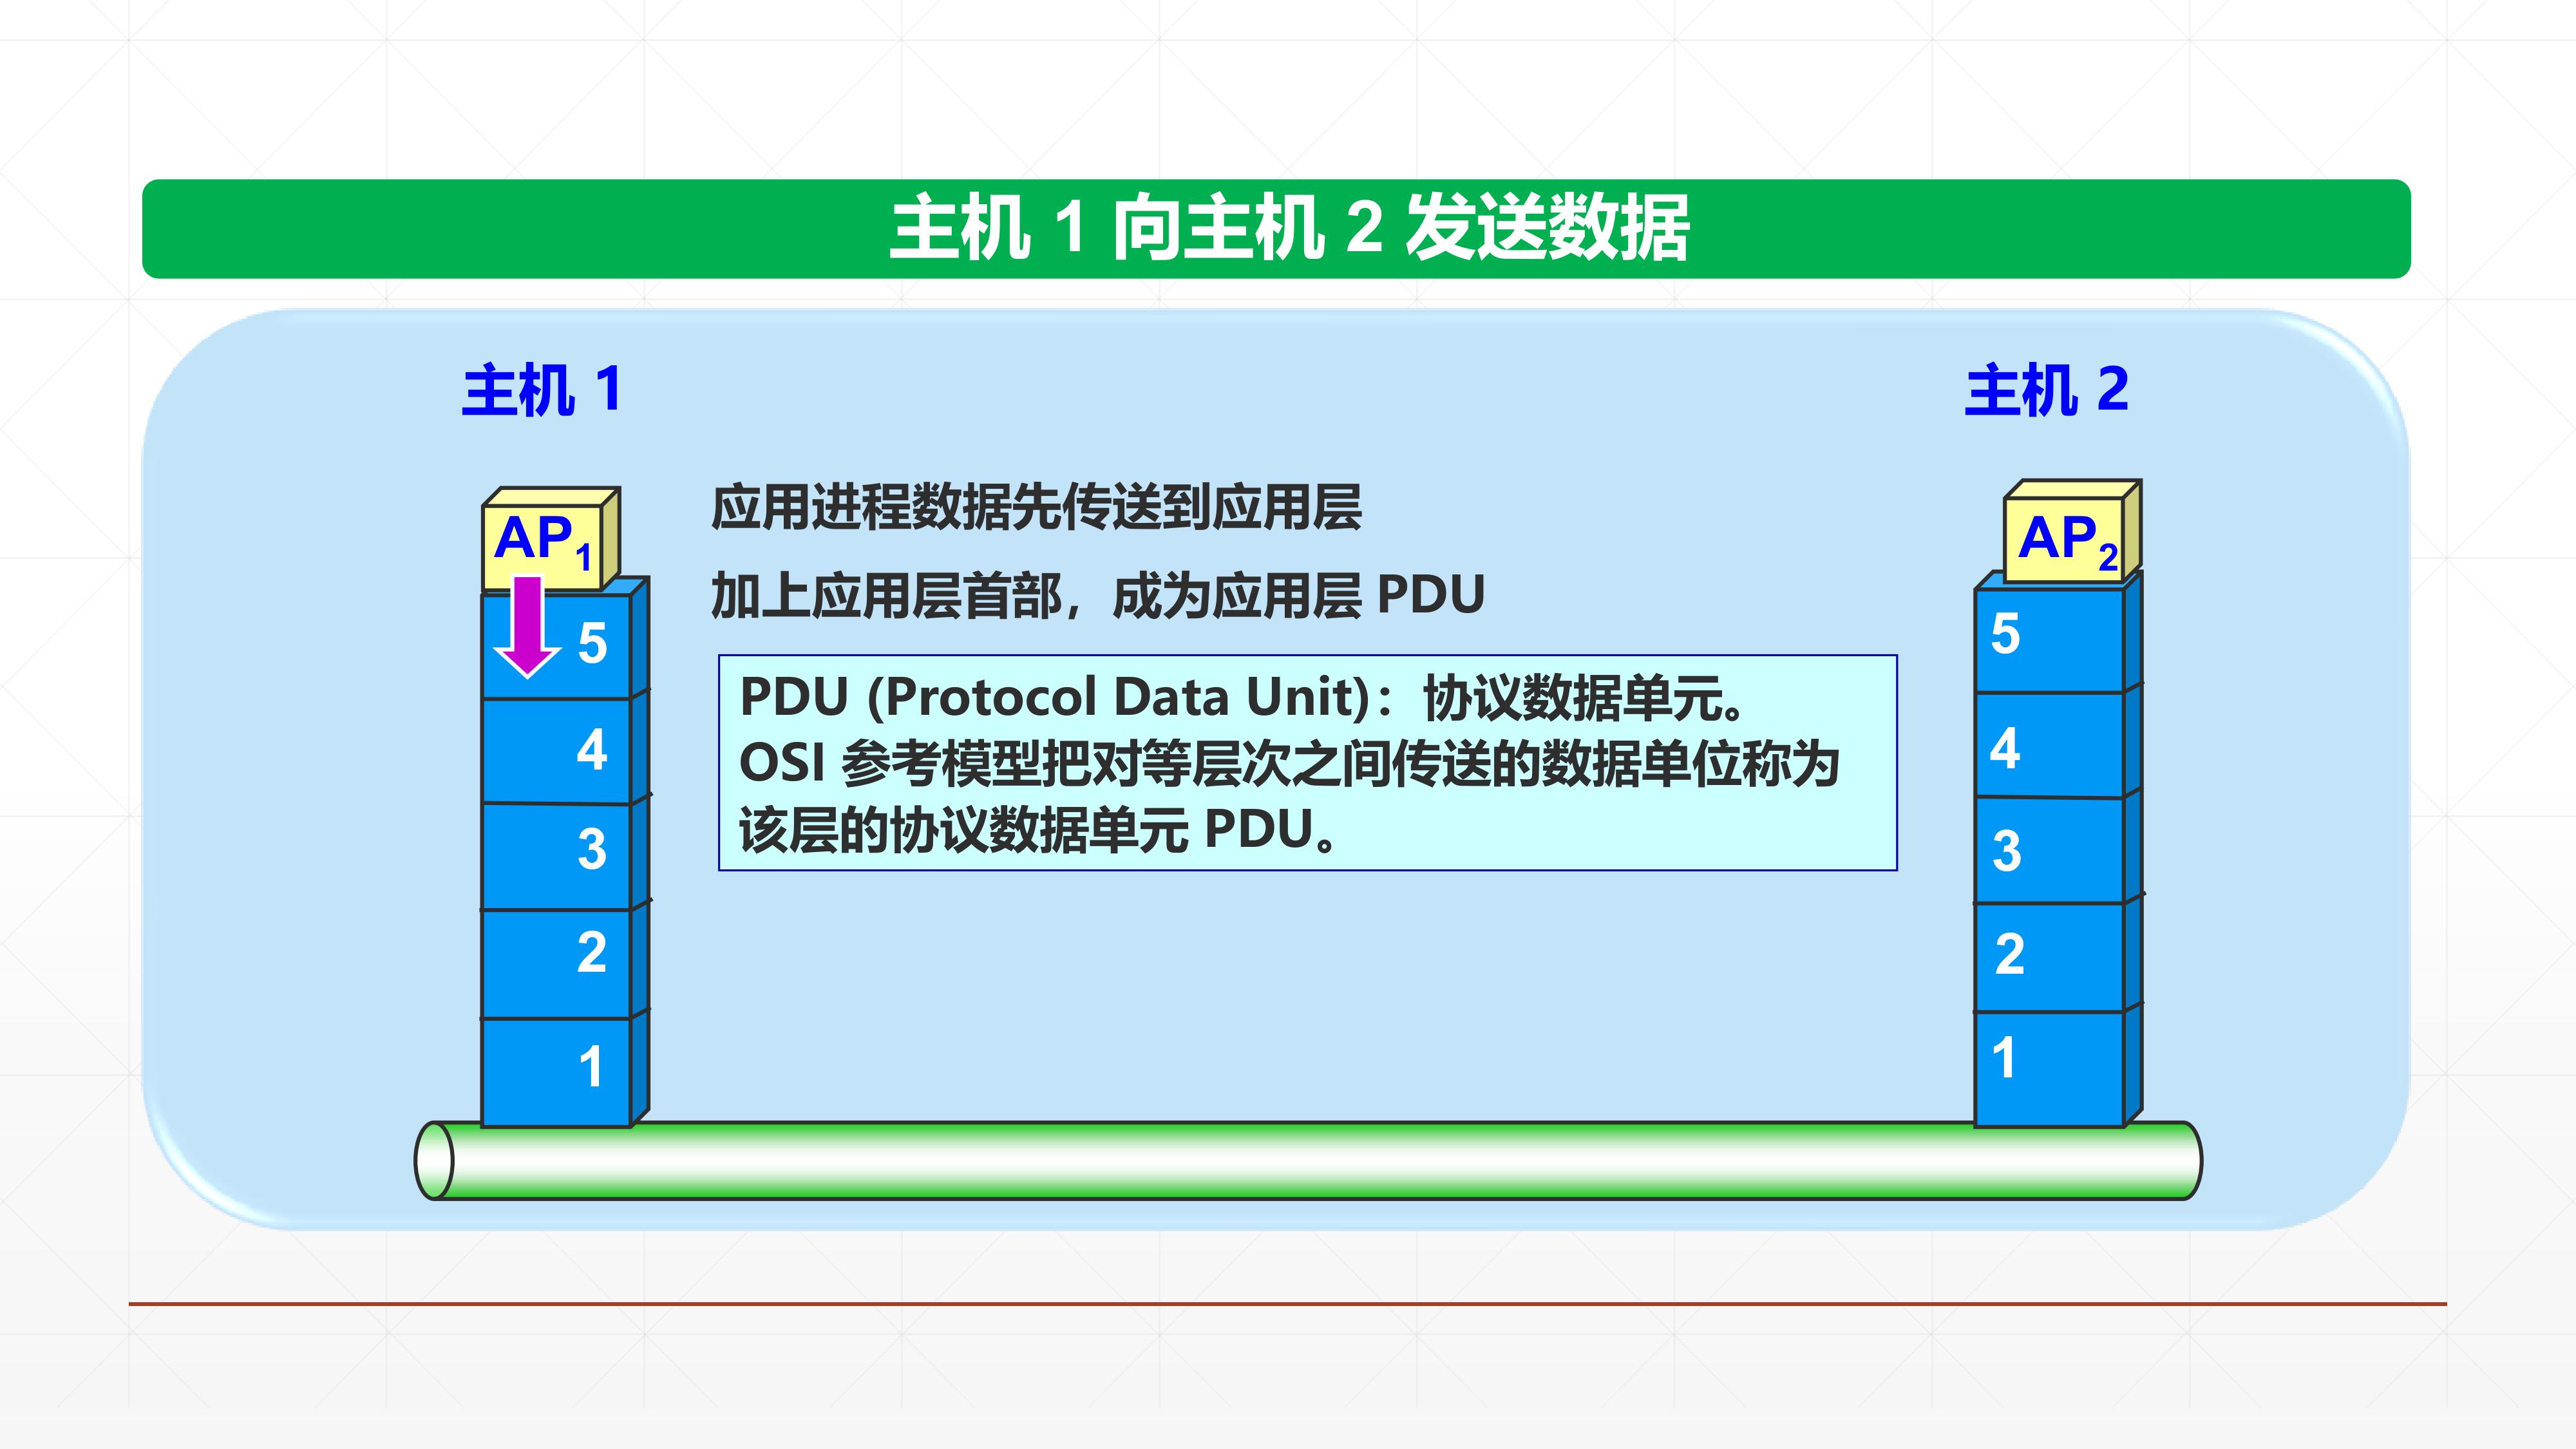 主机 1 向主机 2 发送数据
主机 1
主机 2
AP1
应用进程数据先传送到应用层
AP2
加上应用层首部，成为应用层 PDU
PDU (Protocol Data Unit)：协议数据单元。
OSI 参考模型把对等层次之间传送的数据单位称为
该层的协议数据单元 PDU。
5
4
3
2
1
5
4
3
2
1